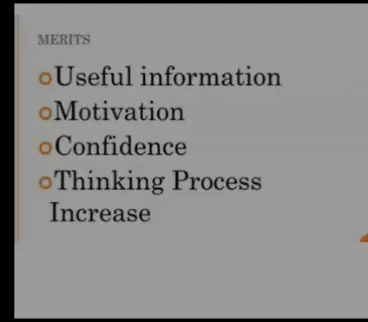 MERITS
Useful information
Motivation
Confidence
Thinking Process
Increase